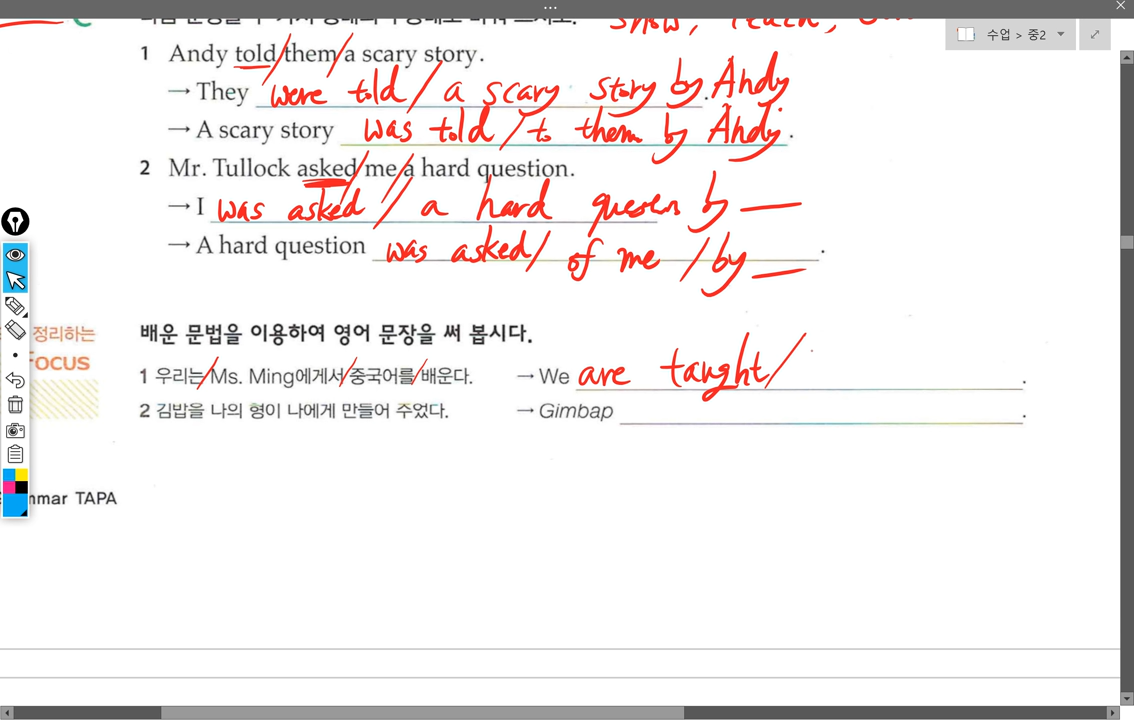 ...
수업 > 중2
show, teach,
1 Andy told/them/a scary story.
→ They were told / a scary story by Andy.
→ A scary story was told / to them by Andy.
2 Mr. Tullock asked/me/a hard question.
→ I was asked // a hard by —
→ A hard question was asked / of me / by —.
정리하는
FOCUS
배운 문법을 이용하여 영어 문장을 써 봅시다.
1 우리는/Ms. Ming에게서/중국어를/배운다. → We are taught/ .
2 김밥을 나의 형이 나에게 만들어 주었다. → Gimbap .
mmar TAPA